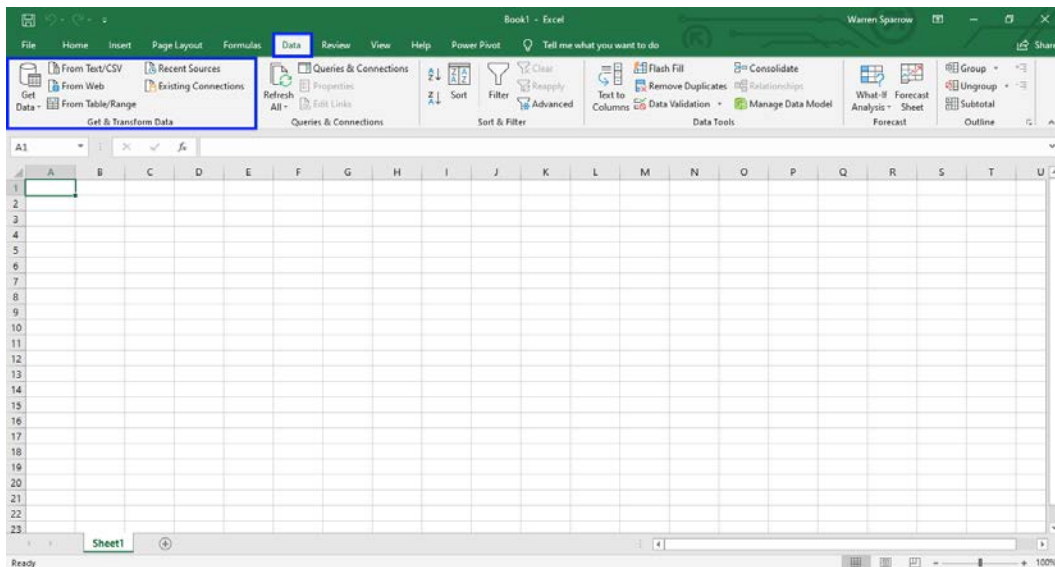 Book1 - Excel
Warren Sparrow
File Home Insert Page Layout Formulas Data Review View Help Power Pivot Tell me what you want to do Share
Get Data
From Text/CSV
From Web
From Table/Range
Recent Sources
Existing Connections
Get & Transform Data
Refresh All
Queries & Connections
Properties
Edit Links
Queries & Connections
Sort
Filter
Clear
Reapply
Advanced
Sort & Filter
Text to Columns
Flash Fill
Remove Duplicates
Data Validation
Consolidate
Relationships
Manage Data Model
Data Tools
What-If Analysis
Forecast Sheet
Forecast
Group
Ungroup
Subtotal
Outline
A1
fx
A B C D E F G H I J K L M N O P Q R S T U
1
2
3
4
5
6
7
8
9
10
11
12
13
14
15
16
17
18
19
20
21
22
23
Sheet1
Ready
100%